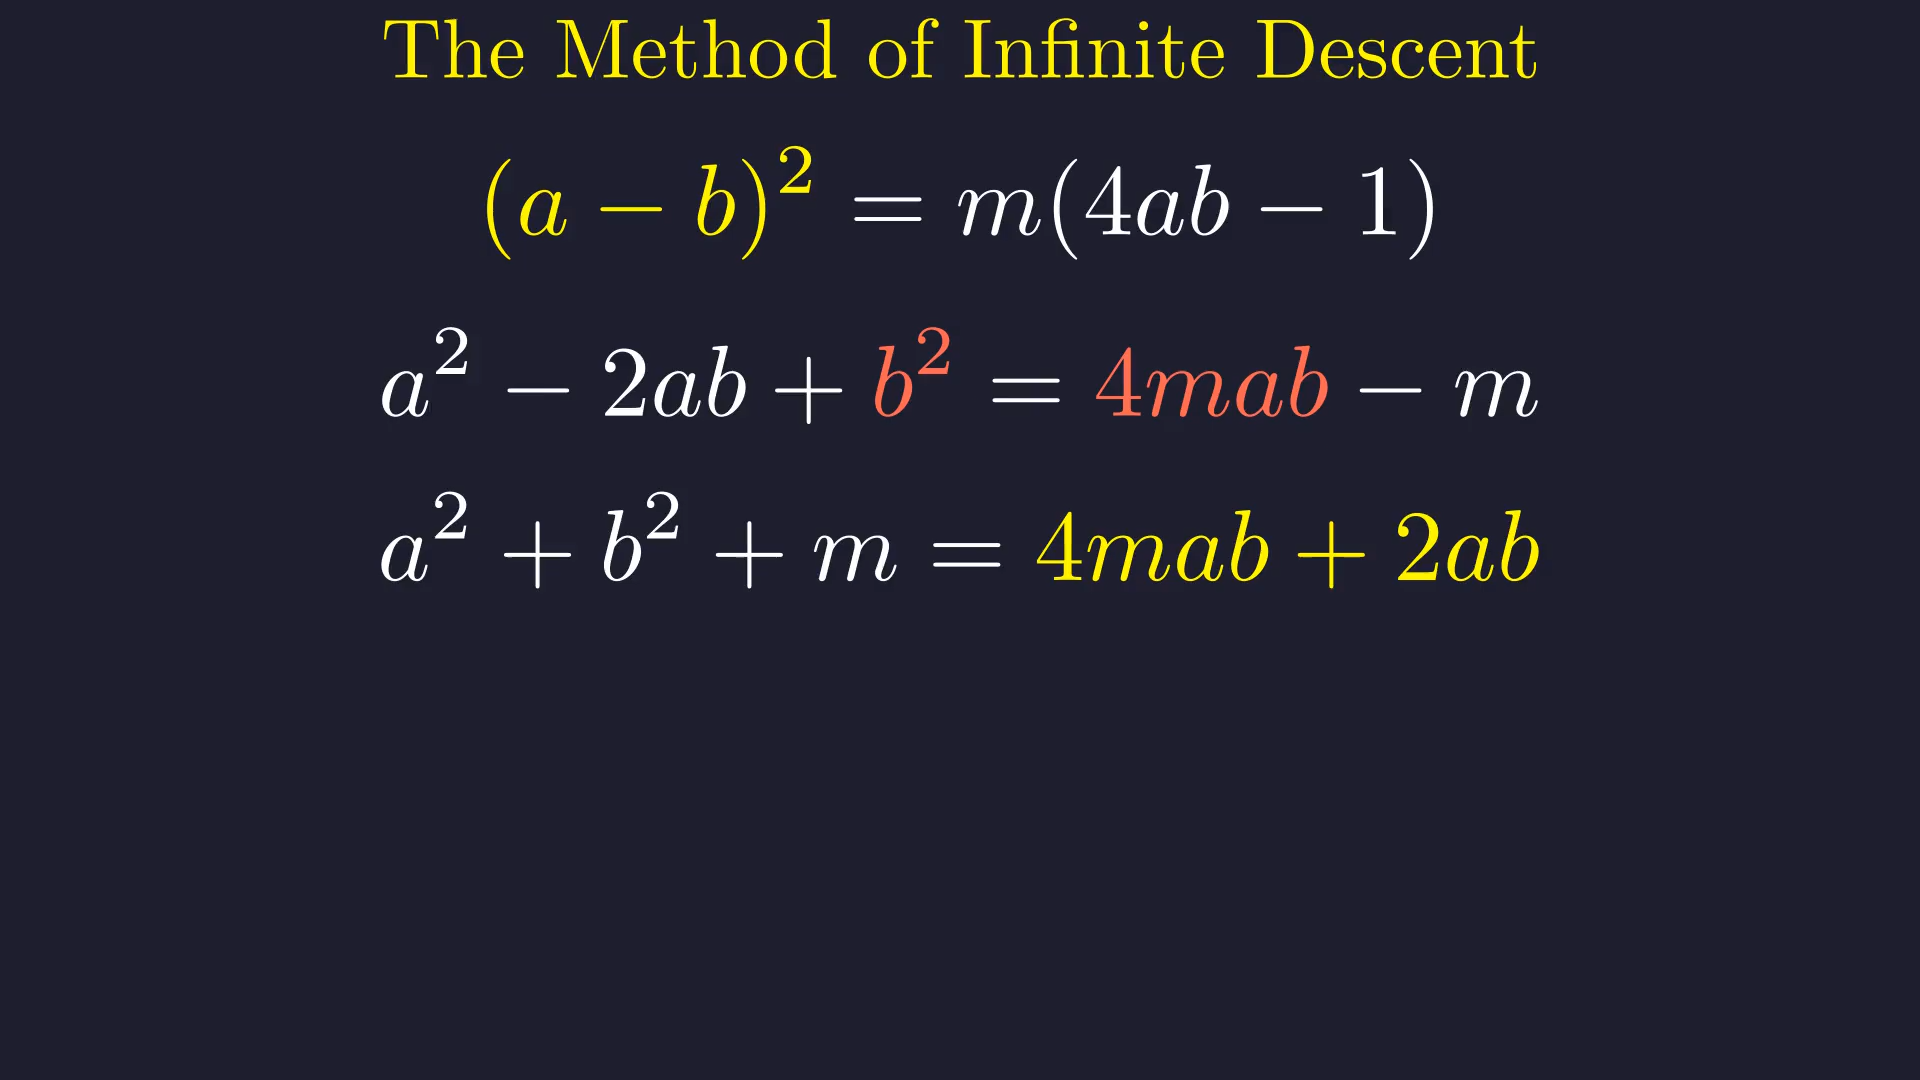 The Method of Infinite Descent
(a − b)² = m(4ab − 1)
a² − 2ab + b² = 4mab − m
a² + b² + m = 4mab + 2ab